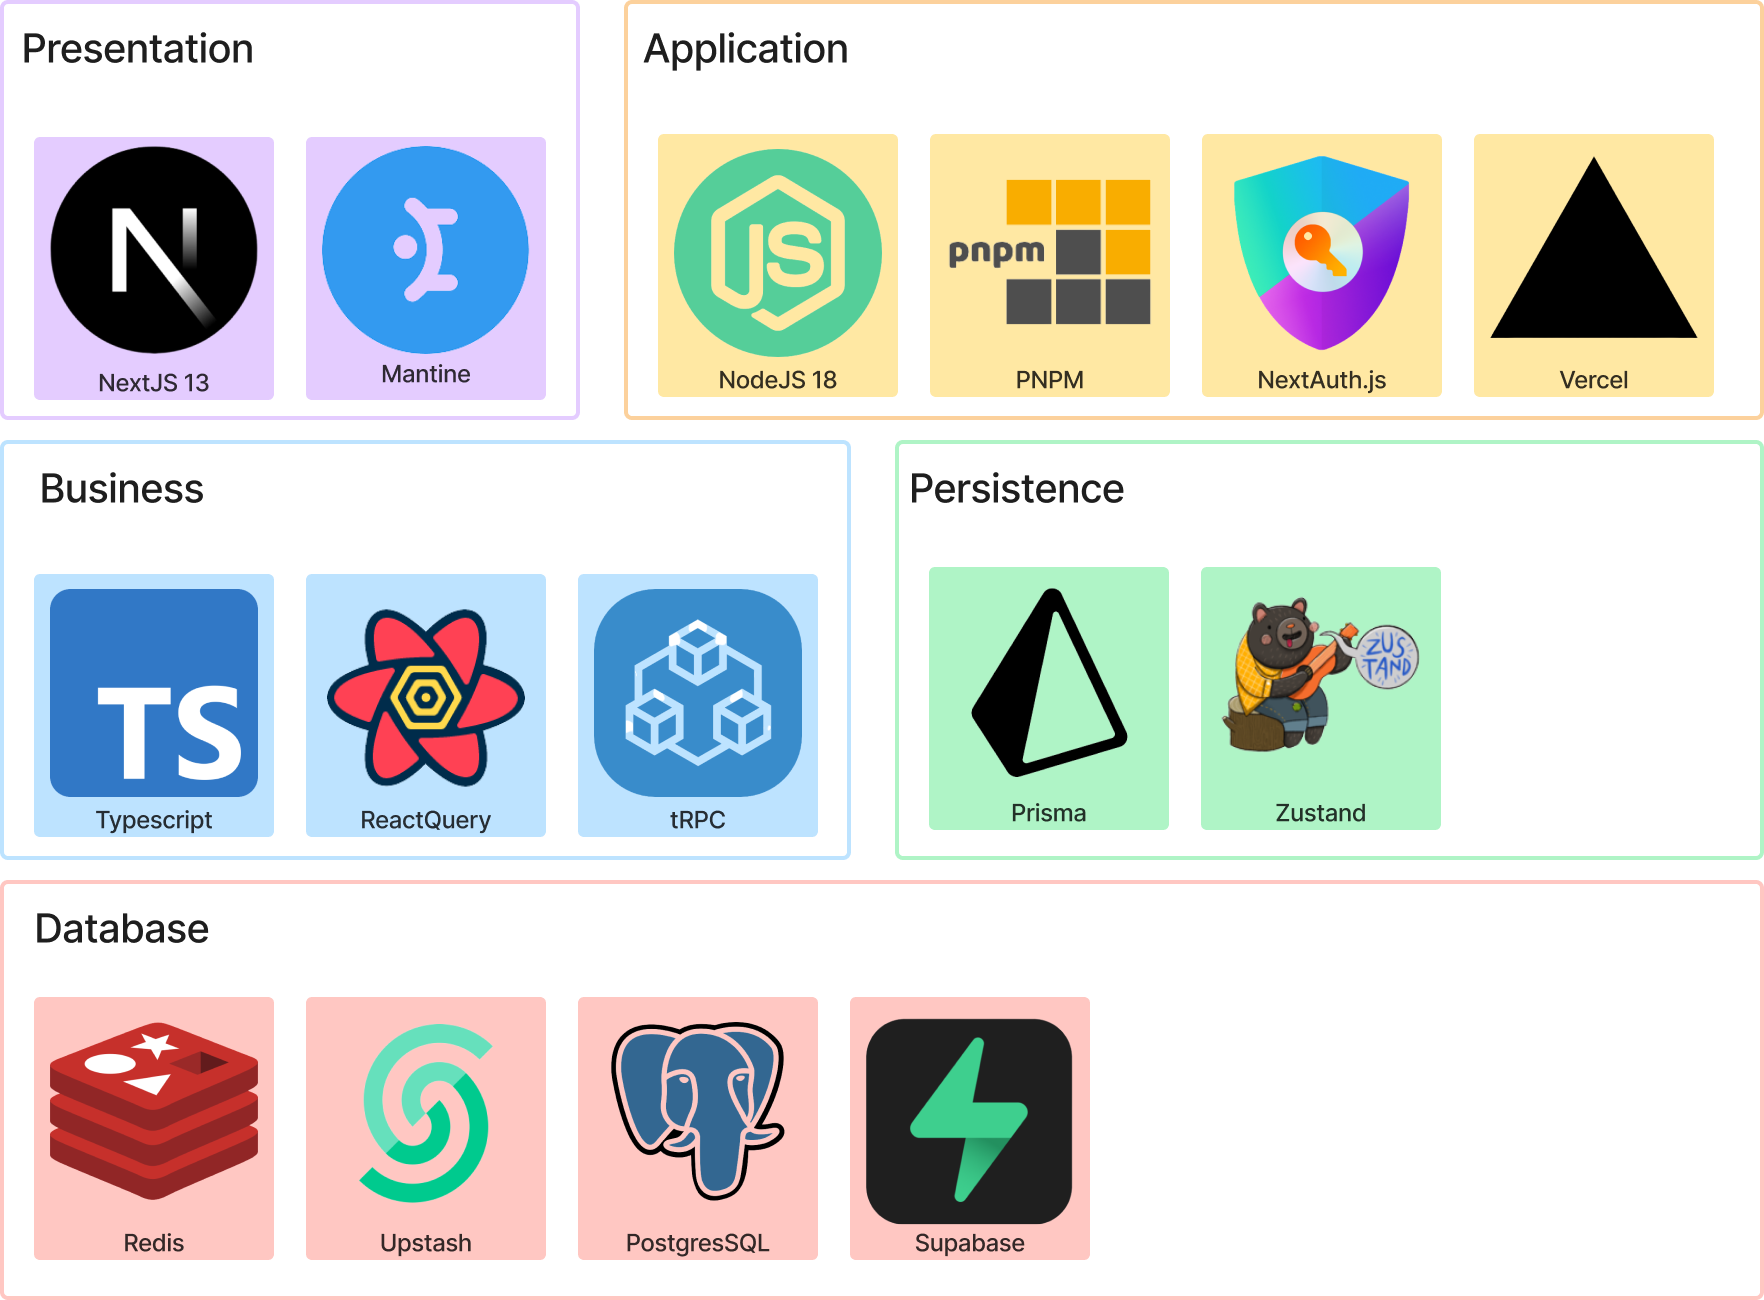 Presentation
Application
NextJS 13
Mantine
JS
NodeJS 18
pnpm
PNPM
NextAuth.js
Vercel
Business
Persistence
TS
Typescript
ReactQuery
tRPC
Prisma
ZUS
TAND
Zustand
Database
Redis
Upstash
PostgresSQL
Supabase